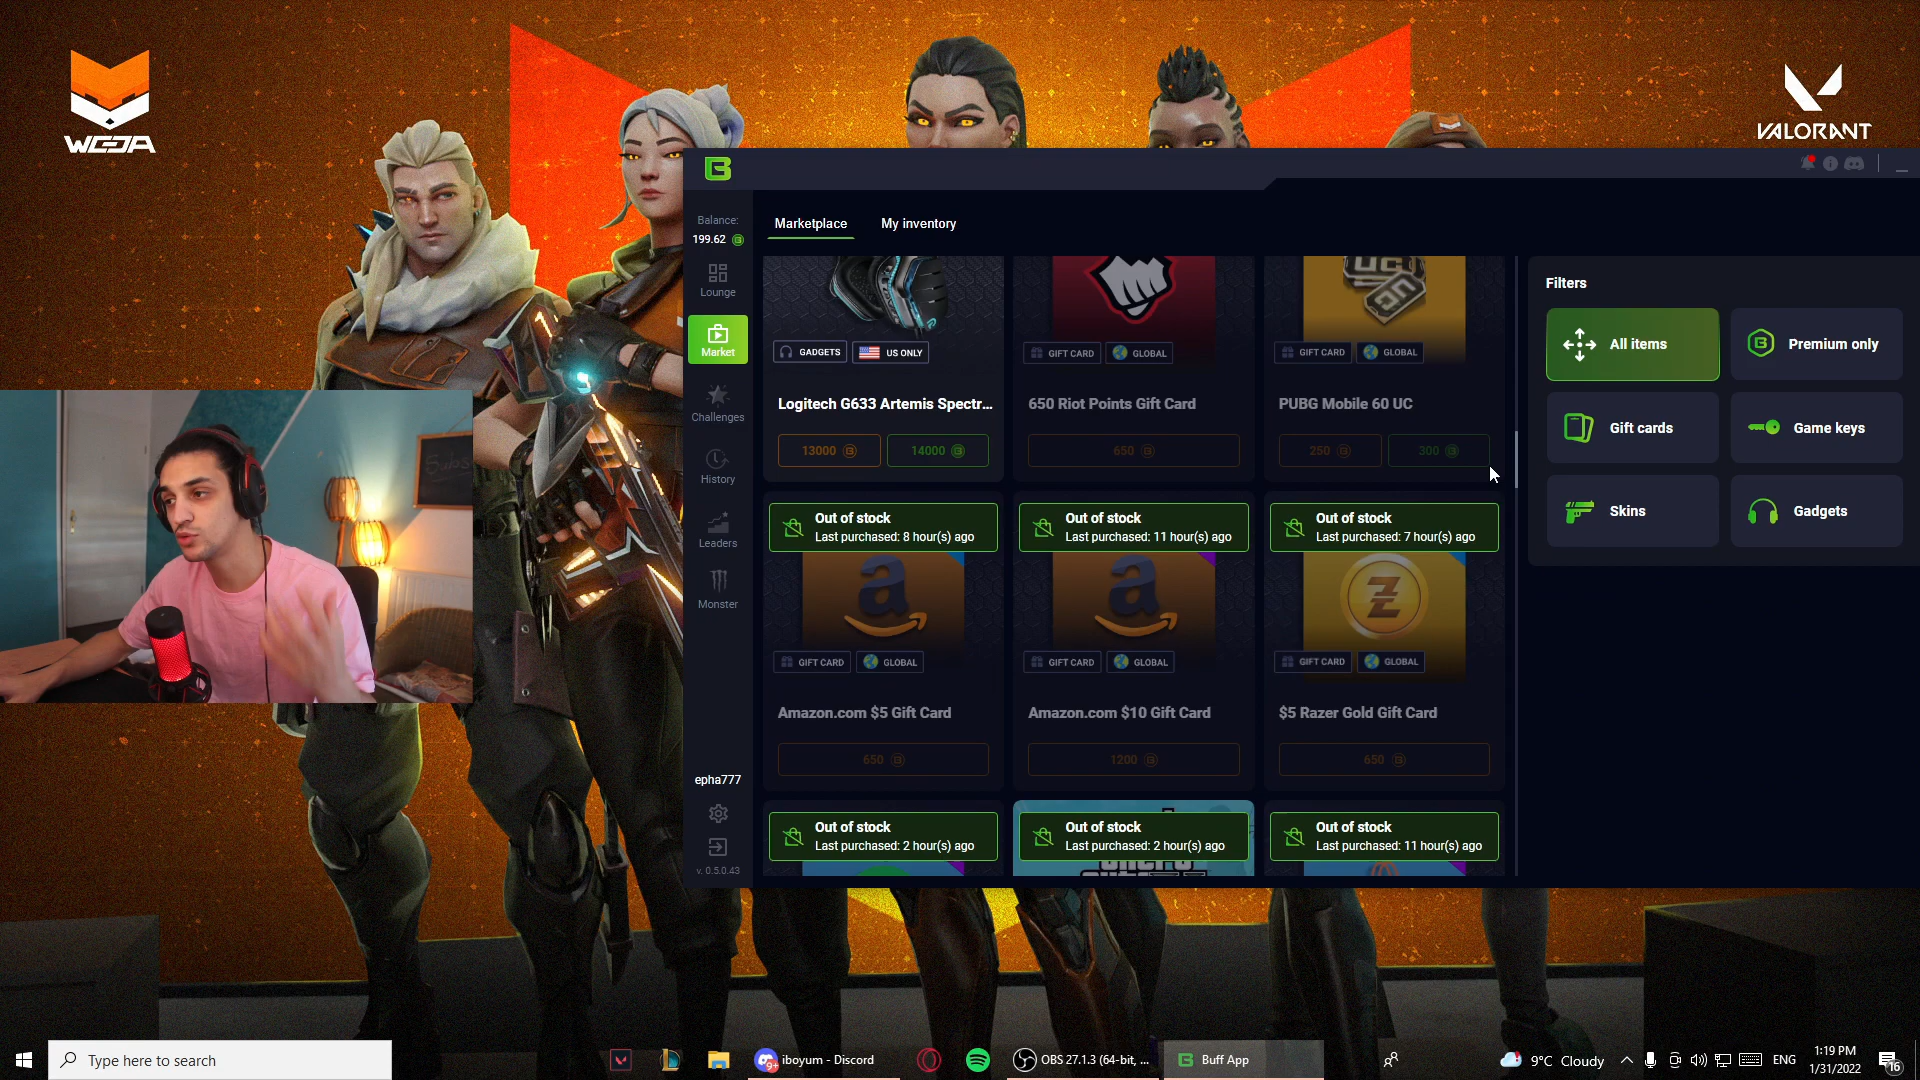 WEDA
VALORANT
Balance:
199.62
Lounge
Market
Challenges
History
Leaders
Monster
epha777
v. 0.5.0.43
Marketplace
My inventory
GADGETS
US ONLY
Logitech G633 Artemis Spectr...
13000
14000
GIFT CARD
GLOBAL
650 Riot Points Gift Card
650
GIFT CARD
GLOBAL
PUBG Mobile 60 UC
250
300
Out of stock
Last purchased: 8 hour(s) ago
GIFT CARD
GLOBAL
Amazon.com $5 Gift Card
650
Out of stock
Last purchased: 11 hour(s) ago
GIFT CARD
GLOBAL
Amazon.com $10 Gift Card
1200
Out of stock
Last purchased: 7 hour(s) ago
GIFT CARD
GLOBAL
$5 Razer Gold Gift Card
650
Out of stock
Last purchased: 2 hour(s) ago
Out of stock
Last purchased: 2 hour(s) ago
Out of stock
Last purchased: 11 hour(s) ago
Filters
All items
Premium only
Gift cards
Game keys
Skins
Gadgets
Type here to search
iboyum - Discord
OBS 27.1.3 (64-bit, ...
Buff App
9°C Cloudy
ENG
1:19 PM
1/31/2022
16